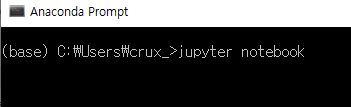 Anaconda Prompt
(base) C:₩Users₩crux_>jupyter notebook